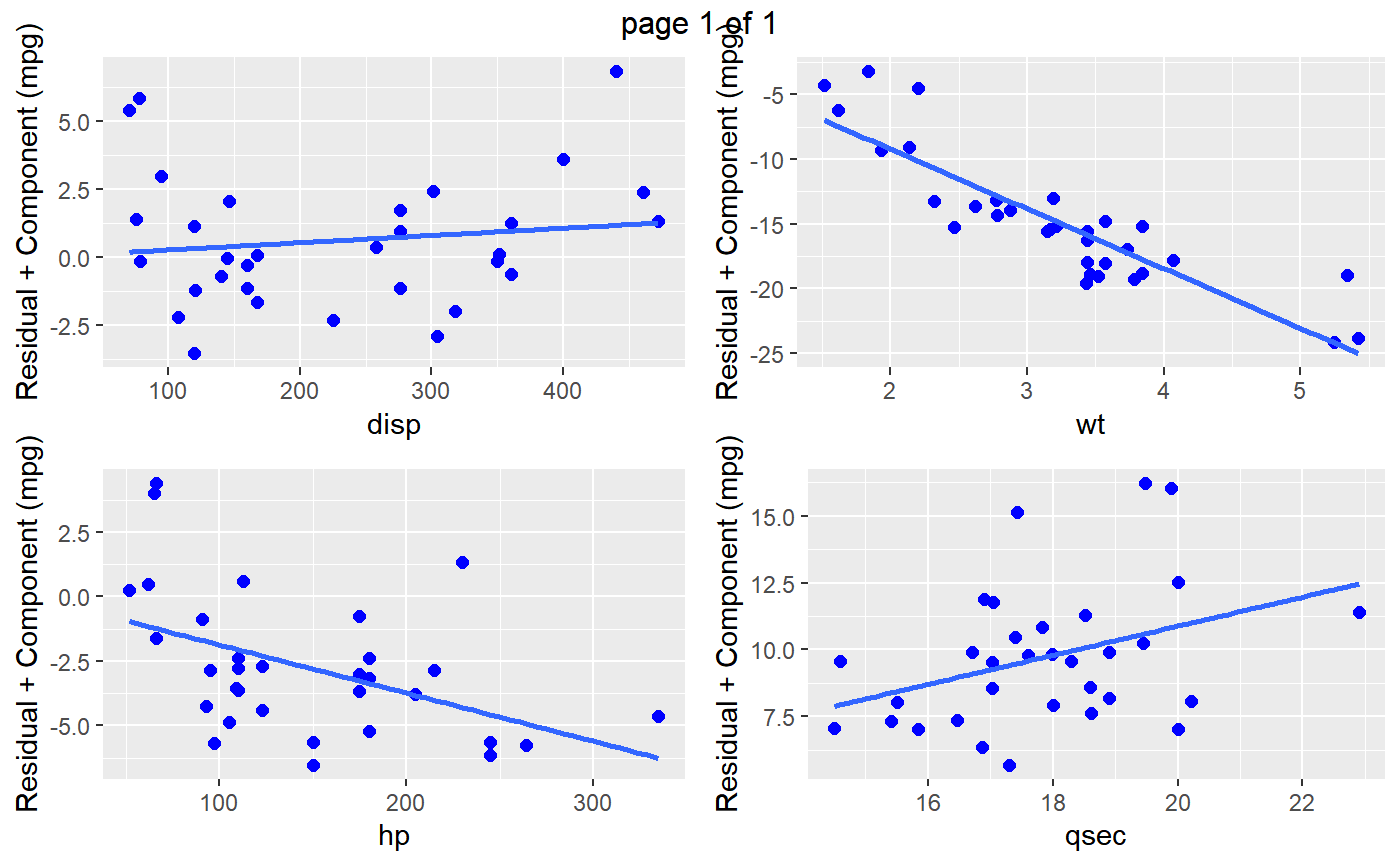 page 1 of 1
Residual + Component (mpg)
5.0
2.5
0.0
-2.5
100 200 300 400
disp
Residual + Component (mpg)
-5
-10
-15
-20
-25
2 3 4 5
wt
Residual + Component (mpg)
2.5
0.0
-2.5
-5.0
100 200 300
hp
Residual + Component (mpg)
15.0
12.5
10.0
7.5
16 18 20 22
qsec